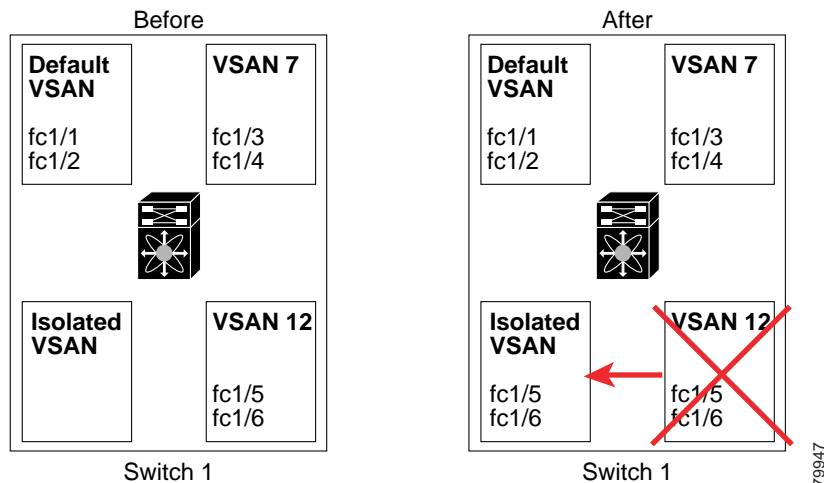 Before
Default
VSAN
fc1/1
fc1/2
VSAN 7
fc1/3
fc1/4
Isolated
VSAN
VSAN 12
fc1/5
fc1/6
Switch 1
After
Default
VSAN
fc1/1
fc1/2
VSAN 7
fc1/3
fc1/4
Isolated
VSAN
fc1/5
fc1/6
VSAN 12
fc1/5
fc1/6
Switch 1
79947